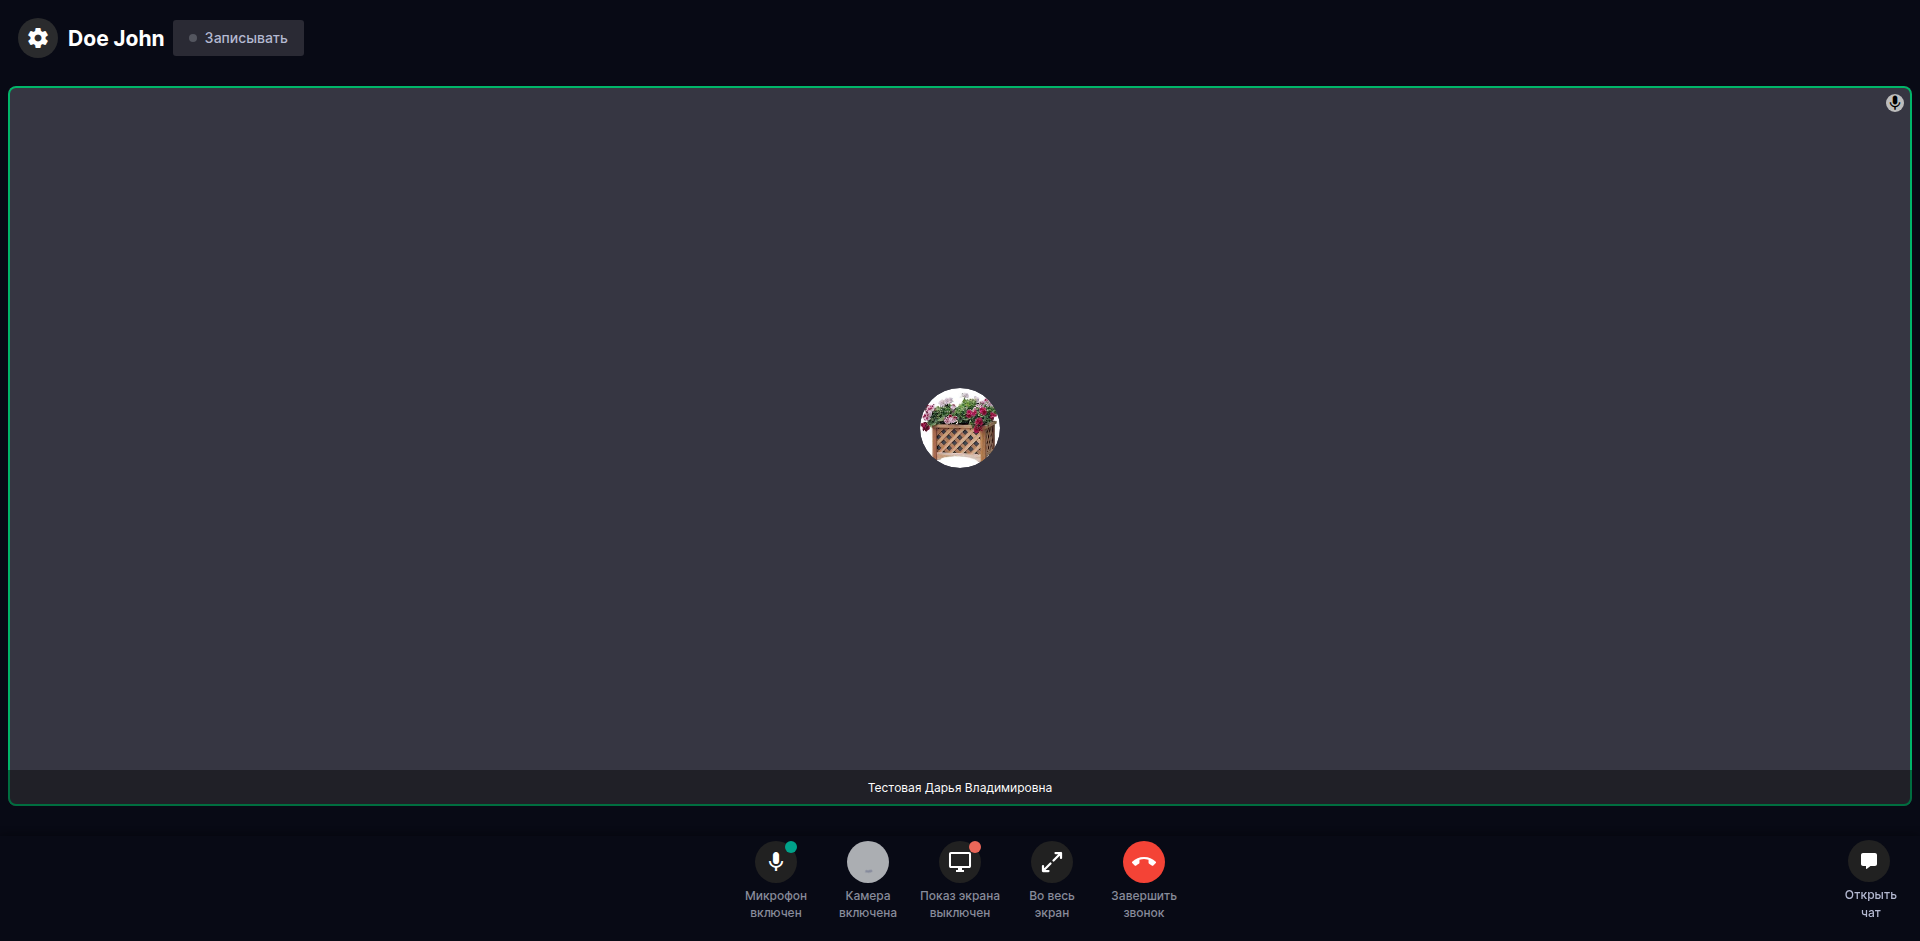 Doe John
Записывать
Тестовая Дарья Владимировна
Микрофон
включен
Камера
включена
Показ экрана
выключен
Во весь
экран
Завершить
звонок
Открыть
чат